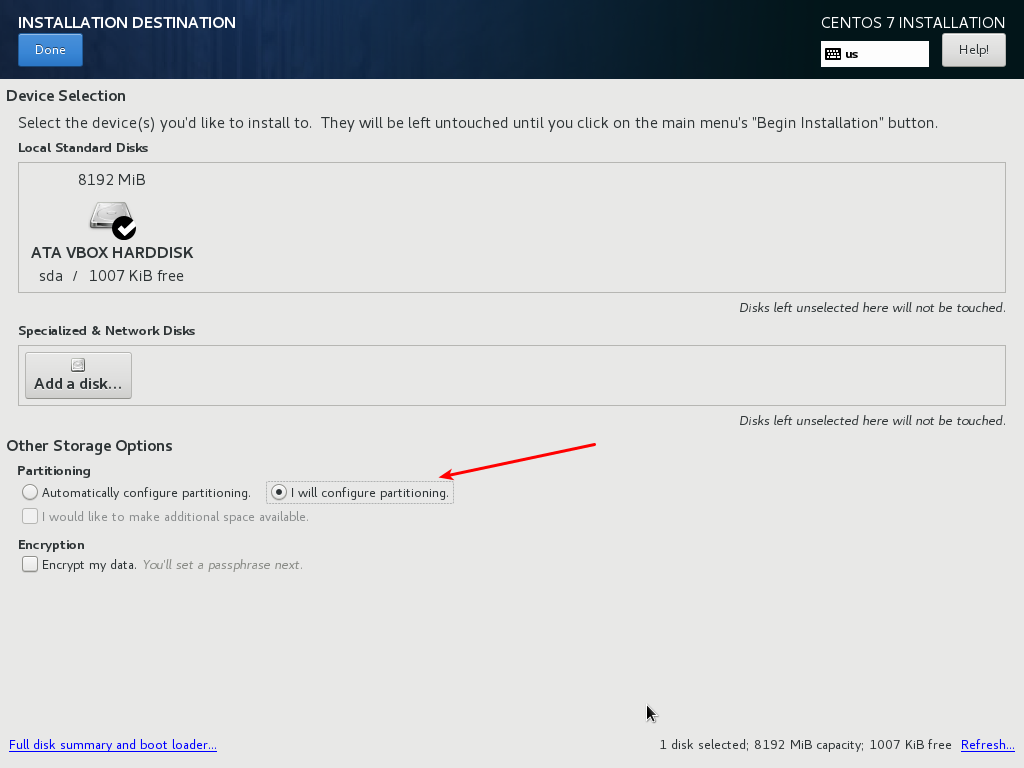 INSTALLATION DESTINATION
CENTOS 7 INSTALLATION
Done
us
Help!
Device Selection
Select the device(s) you'd like to install to.  They will be left untouched until you click on the main menu's "Begin Installation" button.
Local Standard Disks
8192 MiB
ATA VBOX HARDDISK
sda / 1007 KiB free
Disks left unselected here will not be touched.
Specialized & Network Disks
Add a disk...
Disks left unselected here will not be touched.
Other Storage Options
Partitioning
Automatically configure partitioning. I will configure partitioning.
I would like to make additional space available.
Encryption
Encrypt my data. You'll set a passphrase next.
Full disk summary and boot loader... 1 disk selected; 8192 MiB capacity; 1007 KiB free Refresh...